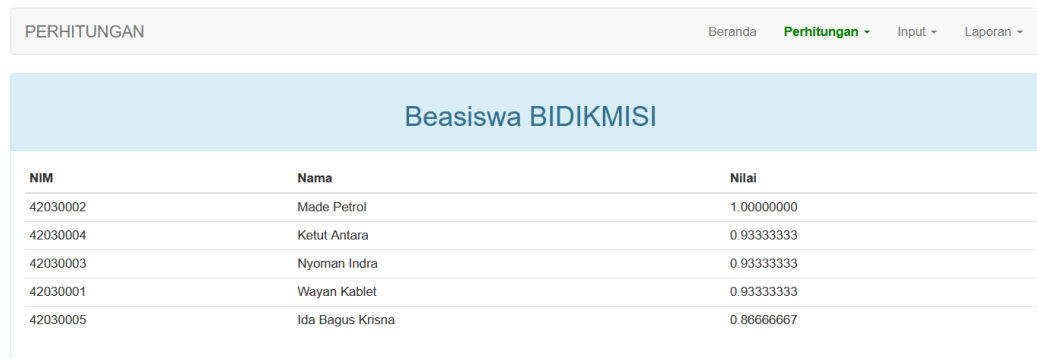 PERHITUNGAN Beranda Perhitungan Input Laporan
Beasiswa BIDIKMISI
NIM Nama Nilai
42030002 Made Petrol 1.00000000
42030004 Ketut Antara 0.93333333
42030003 Nyoman Indra 0.93333333
42030001 Wayan Kablet 0.93333333
42030005 Ida Bagus Krisna 0.86666667